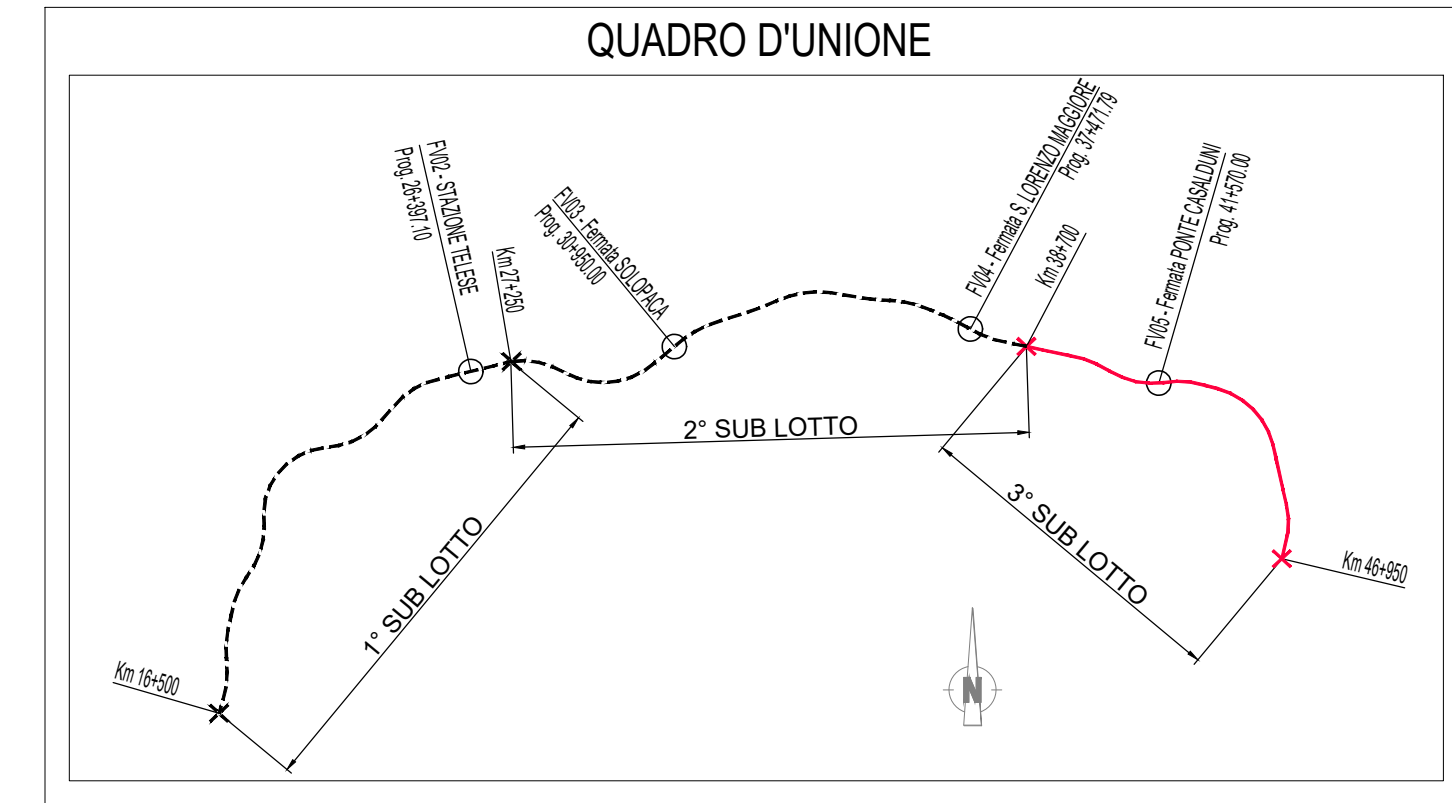 QUADRO D'UNIONE
FV02 - STAZIONE TELESE
Prog. 26+397.10
Km 27+250
FV03 - Fermata SOLOPACA
Prog. 30+950.00
FV04 - Fermata S. LORENZO MAGGIORE
Prog. 37+471.79
Km 38+700
FV05 - Fermata PONTE CASALDUNI
Prog. 41+570.00
2° SUB LOTTO
1° SUB LOTTO
3° SUB LOTTO
Km 46+950
Km 16+500
N